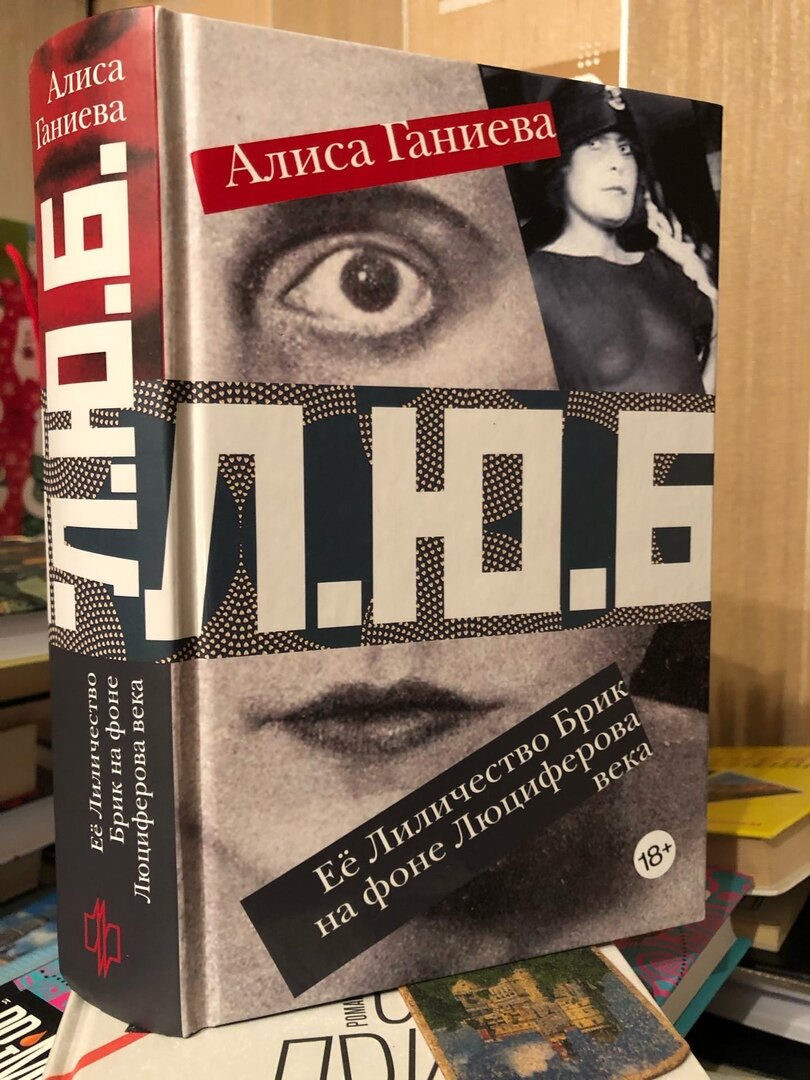 Алиса
Ганиева
Л.Ю.Б.
Её Лиличество
Брик на фоне
Люциферова века
Алиса Ганиева
Л.Ю.Б
Её Лиличество Брик
на фоне Люциферова
века
18+